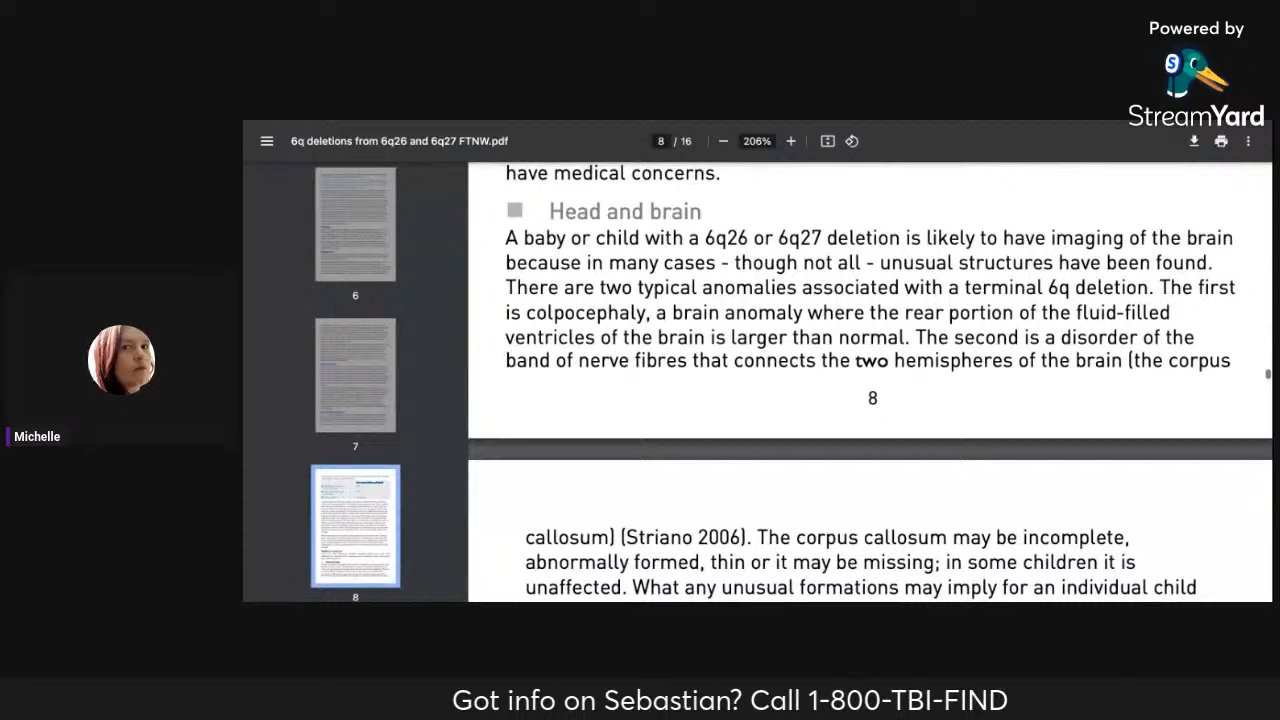 Powered by
StreamYard
6q deletions from 6q26 and 6q27 FTNW.pdf
8 / 16
206%
have medical concerns.
Head and brain
A baby or child with a 6q26 or 6q27 deletion is likely to have imaging of the brain
because in many cases - though not all - unusual structures have been found.
There are two typical anomalies associated with a terminal 6q deletion. The first
is colpocephaly, a brain anomaly where the rear portion of the fluid-filled
ventricles of the brain is larger than normal. The second is a disorder of the
band of nerve fibres that connects the two hemispheres of the brain (the corpus
8
callosum) (Striano 2006). The corpus callosum may be incomplete,
abnormally formed, thin or it may be missing; in some children it is
unaffected. What any unusual formations may imply for an individual child
6
7
8
Michelle
Got info on Sebastian? Call 1-800-TBI-FIND